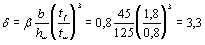 δ = β b/h_w (t_f/t_w)³ = 0,8 45/125 (1,8/0,8)³ = 3,3